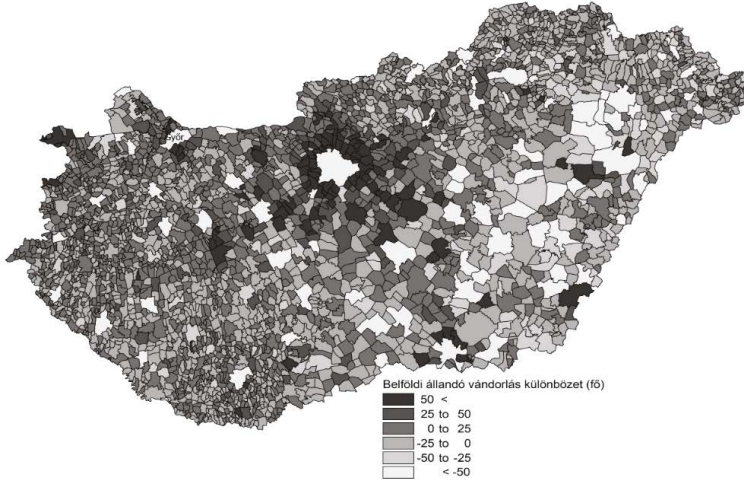 Győr
Belföldi állandó vándorlás különbözet (fő)
50 <
25 to 50
0 to 25
-25 to 0
-50 to -25
< -50